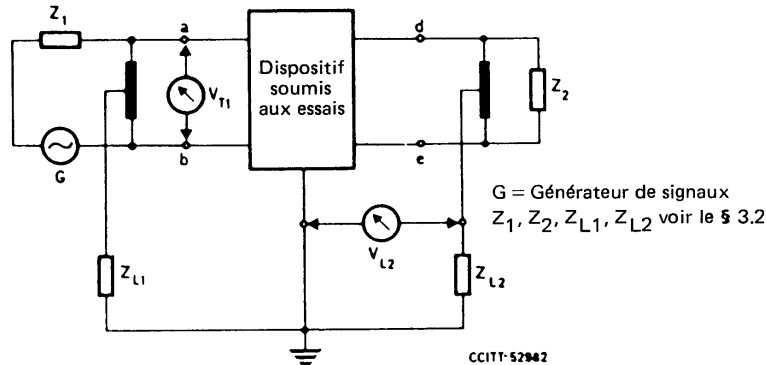 Z1
a
d
Dispositif
soumis
aux essais
VT1
Z2
b
e
G
G = Générateur de signaux
Z1, Z2, ZL1, ZL2 voir le § 3.2
VL2
ZL1
ZL2
CCITT-52982